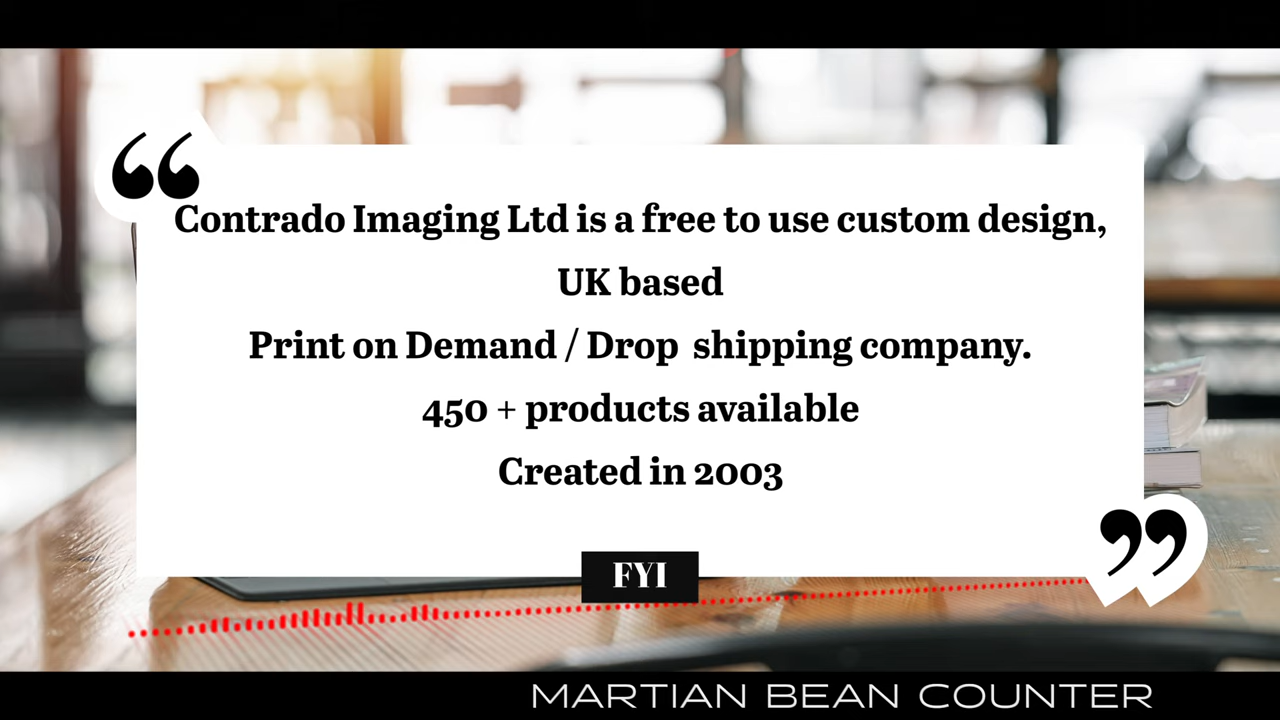 “
Contrado Imaging Ltd is a free to use custom design,
UK based
Print on Demand / Drop  shipping company.
450 + products available
Created in 2003
”
FYI
MARTIAN BEAN COUNTER